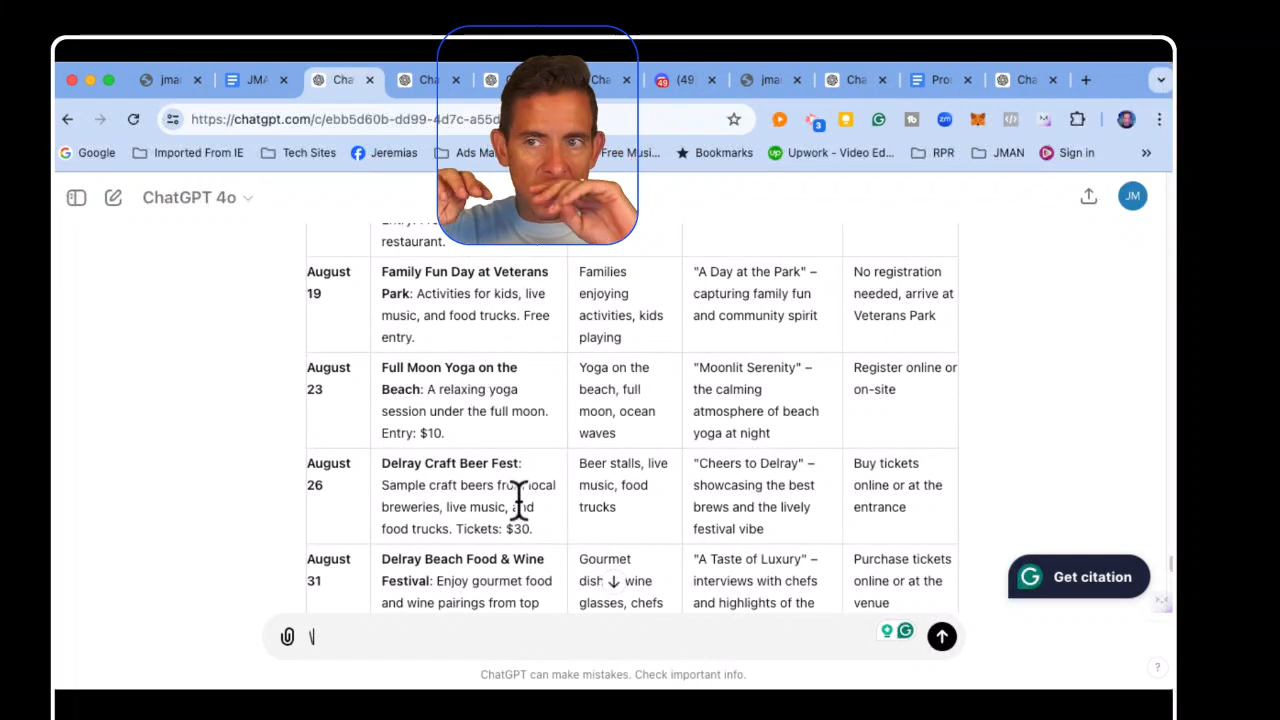 jma
JMA
Cha
Cha
Cha
(49
jma
Cha
Pro
Cha
https://chatgpt.com/c/ebb5d60b-dd99-4d7c-a55d
3
Google
Imported From IE
Tech Sites
Jeremias
Ads Ma
Free Musi...
Bookmarks
Upwork - Video Ed...
RPR
JMAN
Sign in
ChatGPT 4o
JM
restaurant.
August
19
Family Fun Day at Veterans
Park: Activities for kids, live
music, and food trucks. Free
entry.
Families
enjoying
activities, kids
playing
"A Day at the Park" –
capturing family fun
and community spirit
No registration
needed, arrive at
Veterans Park
August
23
Full Moon Yoga on the
Beach: A relaxing yoga
session under the full moon.
Entry: $10.
Yoga on the
beach, full
moon, ocean
waves
"Moonlit Serenity" –
the calming
atmosphere of beach
yoga at night
Register online or
on-site
August
26
Delray Craft Beer Fest:
Sample craft beers from local
breweries, live music, and
food trucks. Tickets: $30.
Beer stalls, live
music, food
trucks
"Cheers to Delray" –
showcasing the best
brews and the lively
festival vibe
Buy tickets
online or at the
entrance
August
31
Delray Beach Food & Wine
Festival: Enjoy gourmet food
and wine pairings from top
Gourmet
wine
glasses, chefs
"A Taste of Luxury" –
interviews with chefs
and highlights of the
Purchase tickets
online or at the
venue
Get citation
\
ChatGPT can make mistakes. Check important info.
?